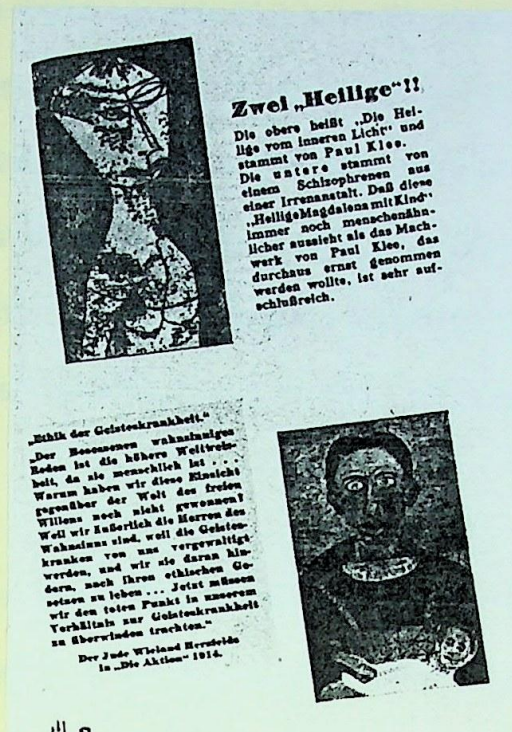 Zwei „Heilige“!!
Die obere heißt „Die Hei-
lige vom inneren Licht“ und
stammt von Paul Klee.
Die untere stammt von
einem Schizophrenen aus
einer Irrenanstalt. Daß diese
„Heilige Magdalena mit Kind“
immer noch menschenähn-
licher aussieht als das Mach-
werk von Paul Klee, das
durchaus ernst genommen
werden wollte, ist sehr auf-
schlußreich.
„Ethik der Geisteskrankheit.“
„Der Besessenen wahnsinniges
Reden ist die höhere Weltweis-
heit, da sie menschlich ist ...
Warum haben wir diese Einsicht
gegenüber der Welt des freien
Willens noch nicht gewonnen?
Weil wir äußerlich die Herren des
Wahnsinns sind, weil die Geistes-
kranken von uns vergewaltigt
werden, und wir sie daran hin-
dern, nach ihren ethischen Ge-
setzen zu leben ... Jetzt müssen
wir den toten Punkt in unserem
Verhältnis zur Geisteskrankheit
zu überwinden trachten.“
Der Jude Wieland Herzfelde
in „Die Aktion“ 1914.